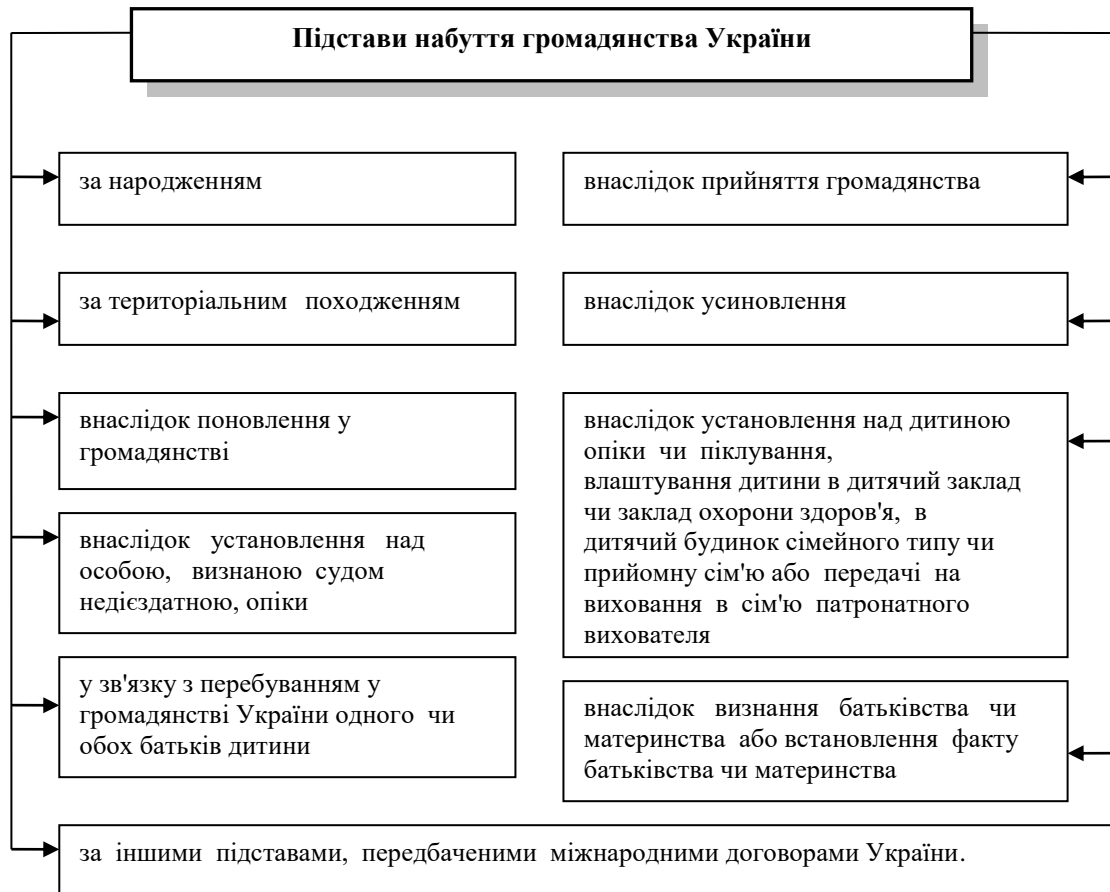 Підстави набуття громадянства України
за народженням
внаслідок прийняття громадянства
за територіальним походженням
внаслідок усиновлення
внаслідок поновлення у
громадянстві
внаслідок установлення над дитиною
опіки чи піклування,
влаштування дитини в дитячий заклад
чи заклад охорони здоров'я, в
дитячий будинок сімейного типу чи
прийомну сім'ю або передачі на
виховання в сім'ю патронатного
вихователя
внаслідок установлення над
особою, визнаною судом
недієздатною, опіки
у зв'язку з перебуванням у
громадянстві України одного чи
обох батьків дитини
внаслідок визнання батьківства чи
материнства або встановлення факту
батьківства чи материнства
за іншими підставами, передбаченими міжнародними договорами України.